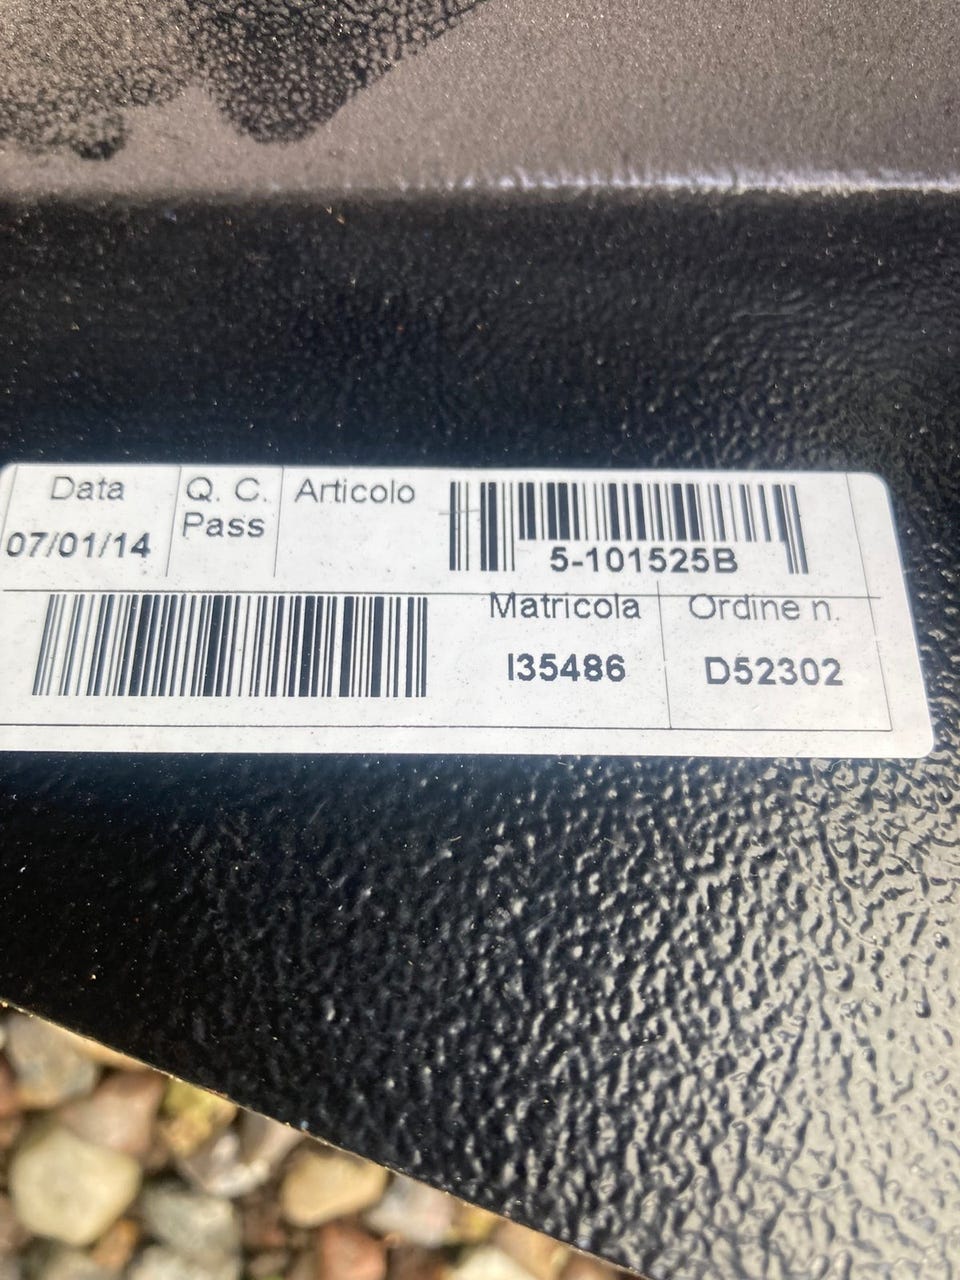 Data
07/01/14
Q. C.
Pass
Articolo
5-101525B
Matricola
I35486
Ordine n.
D52302